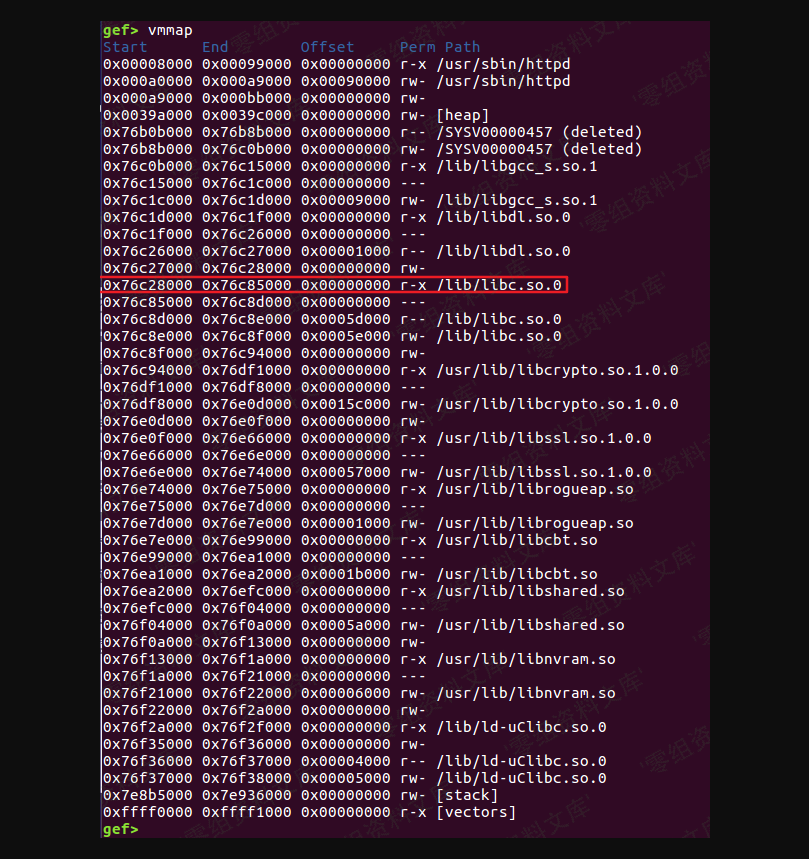 gef> vmmap
Start End Offset Perm Path
0x00008000 0x00099000 0x00000000 r-x /usr/sbin/httpd
0x000a0000 0x000a9000 0x00090000 rw- /usr/sbin/httpd
0x000a9000 0x000bb000 0x00000000 rw-
0x0039a000 0x0039c000 0x00000000 rw- [heap]
0x76b0b000 0x76b8b000 0x00000000 r-- /SYSV00000457 (deleted)
0x76b8b000 0x76c0b000 0x00000000 rw- /SYSV00000457 (deleted)
0x76c0b000 0x76c15000 0x00000000 r-x /lib/libgcc_s.so.1
0x76c15000 0x76c1c000 0x00000000 ---
0x76c1c000 0x76c1d000 0x00009000 rw- /lib/libgcc_s.so.1
0x76c1d000 0x76c1f000 0x00000000 r-x /lib/libdl.so.0
0x76c1f000 0x76c26000 0x00000000 ---
0x76c26000 0x76c27000 0x00001000 r-- /lib/libdl.so.0
0x76c27000 0x76c28000 0x00000000 rw-
0x76c28000 0x76c85000 0x00000000 r-x /lib/libc.so.0
0x76c85000 0x76c8d000 0x00000000 ---
0x76c8d000 0x76c8e000 0x0005d000 r-- /lib/libc.so.0
0x76c8e000 0x76c8f000 0x0005e000 rw- /lib/libc.so.0
0x76c8f000 0x76c94000 0x00000000 rw-
0x76c94000 0x76df1000 0x00000000 r-x /usr/lib/libcrypto.so.1.0.0
0x76df1000 0x76df8000 0x00000000 ---
0x76df8000 0x76e0d000 0x0015c000 rw- /usr/lib/libcrypto.so.1.0.0
0x76e0d000 0x76e0f000 0x00000000 rw-
0x76e0f000 0x76e66000 0x00000000 r-x /usr/lib/libssl.so.1.0.0
0x76e66000 0x76e6e000 0x00000000 ---
0x76e6e000 0x76e74000 0x00057000 rw- /usr/lib/libssl.so.1.0.0
0x76e74000 0x76e75000 0x00000000 r-x /usr/lib/librogueap.so
0x76e75000 0x76e7d000 0x00000000 ---
0x76e7d000 0x76e7e000 0x00001000 rw- /usr/lib/librogueap.so
0x76e7e000 0x76e99000 0x00000000 r-x /usr/lib/libcbt.so
0x76e99000 0x76ea1000 0x00000000 ---
0x76ea1000 0x76ea2000 0x0001b000 rw- /usr/lib/libcbt.so
0x76ea2000 0x76efc000 0x00000000 r-x /usr/lib/libshared.so
0x76efc000 0x76f04000 0x00000000 ---
0x76f04000 0x76f0a000 0x0005a000 rw- /usr/lib/libshared.so
0x76f0a000 0x76f13000 0x00000000 rw-
0x76f13000 0x76f1a000 0x00000000 r-x /usr/lib/libnvram.so
0x76f1a000 0x76f21000 0x00000000 ---
0x76f21000 0x76f22000 0x00006000 rw- /usr/lib/libnvram.so
0x76f22000 0x76f2a000 0x00000000 rw-
0x76f2a000 0x76f2f000 0x00000000 r-x /lib/ld-uClibc.so.0
0x76f35000 0x76f36000 0x00000000 rw-
0x76f36000 0x76f37000 0x00004000 r-- /lib/ld-uClibc.so.0
0x76f37000 0x76f38000 0x00005000 rw- /lib/ld-uClibc.so.0
0x7e8b5000 0x7e936000 0x00000000 rw- [stack]
0xffff0000 0xffff1000 0x00000000 r-x [vectors]
gef>
'零组资料文库'